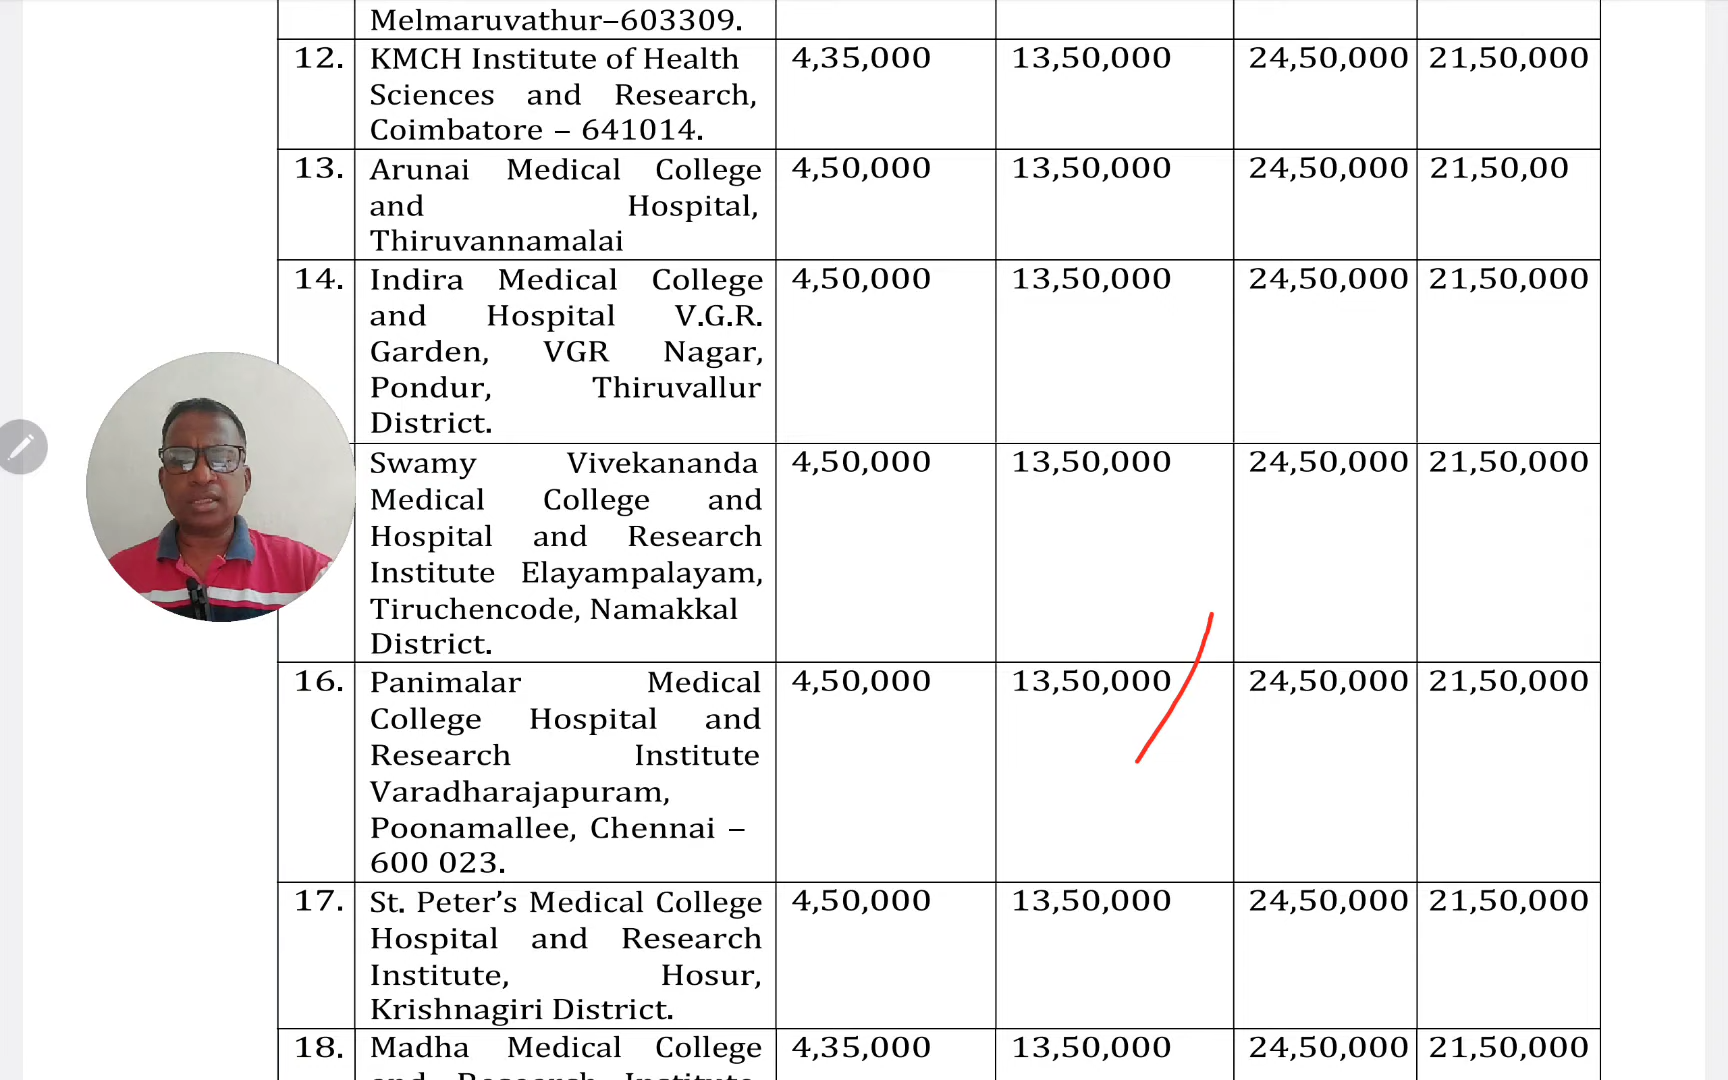 Melmaruvathur–603309.
12. KMCH Institute of Health 4,35,000 13,50,000 24,50,000 21,50,000
Sciences and Research,
Coimbatore – 641014.
13. Arunai Medical College 4,50,000 13,50,000 24,50,000 21,50,00
and Hospital,
Thiruvannamalai
14. Indira Medical College 4,50,000 13,50,000 24,50,000 21,50,000
and Hospital V.G.R.
Garden, VGR Nagar,
Pondur, Thiruvallur
District.
Swamy Vivekananda 4,50,000 13,50,000 24,50,000 21,50,000
Medical College and
Hospital and Research
Institute Elayampalayam,
Tiruchencode, Namakkal
District.
16. Panimalar Medical 4,50,000 13,50,000 24,50,000 21,50,000
College Hospital and
Research Institute
Varadharajapuram,
Poonamallee, Chennai –
600 023.
17. St. Peter’s Medical College 4,50,000 13,50,000 24,50,000 21,50,000
Hospital and Research
Institute, Hosur,
Krishnagiri District.
18. Madha Medical College 4,35,000 13,50,000 24,50,000 21,50,000
and Research Institute